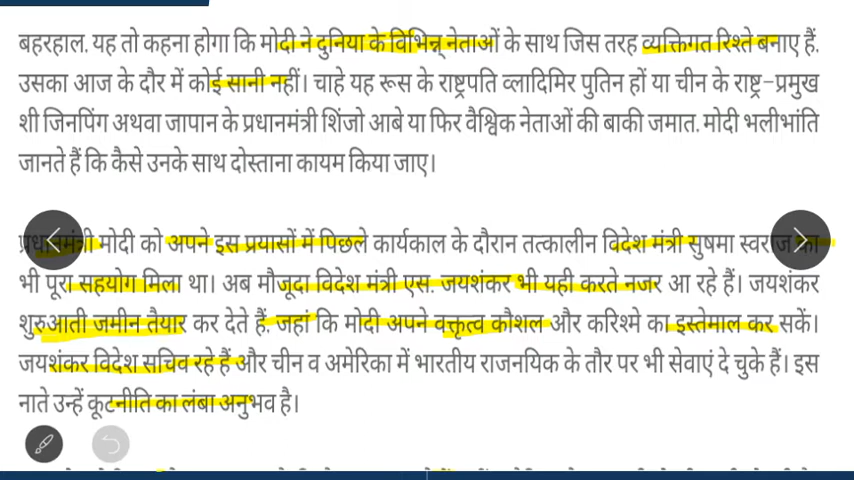 बहरहाल. यह तो कहना होगा कि मोदी ने दुनिया के विभिन्न नेताओं के साथ जिस तरह व्यक्तिगत रिश्ते बनाए हैं.
उसका आज के दौर में कोई सानी नहीं। चाहे यह रूस के राष्ट्रपति व्लादिमिर पुतिन हों या चीन के राष्ट्र-प्रमुख
शी जिनपिंग अथवा जापान के प्रधानमंत्री शिंजो आबे या फिर वैश्विक नेताओं की बाकी जमात. मोदी भलीभांति
जानते हैं कि कैसे उनके साथ दोस्ताना कायम किया जाए।
प्रधानमंत्री मोदी को अपने इस प्रयासों में पिछले कार्यकाल के दौरान तत्कालीन विदेश मंत्री सुषमा स्वराज का
भी पूरा सहयोग मिला था। अब मौजूदा विदेश मंत्री एस. जयशंकर भी यही करते नजर आ रहे हैं। जयशंकर
शुरुआती जमीन तैयार कर देते हैं. जहां कि मोदी अपने वक्तृत्व कौशल और करिश्मे का इस्तेमाल कर सकें।
जयशंकर विदेश सचिव रहे हैं और चीन व अमेरिका में भारतीय राजनयिक के तौर पर भी सेवाएं दे चुके हैं। इस
नाते उन्हें कूटनीति का लंबा अनुभव है।